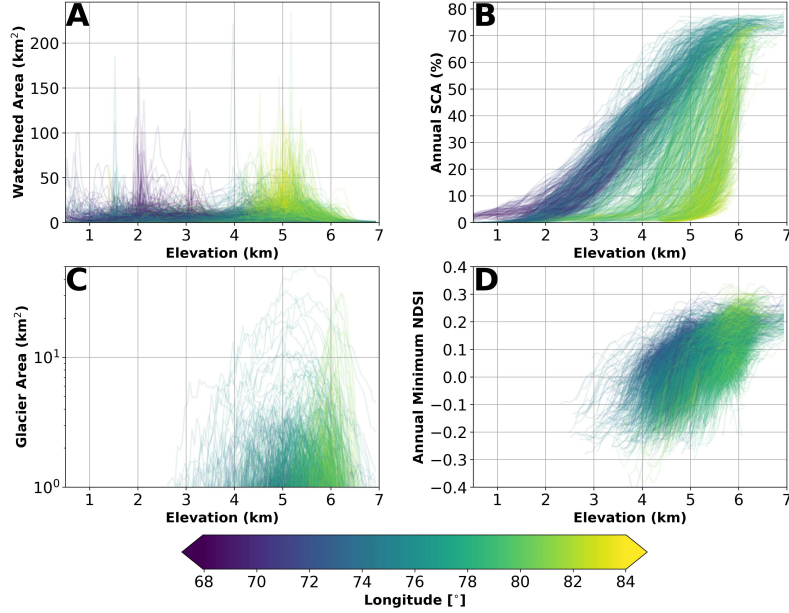 A
Watershed Area (km²)
200
150
100
50
0
1 2 3 4 5 6 7
Elevation (km)
B
Annual SCA (%)
80
70
60
50
40
30
20
10
0
1 2 3 4 5 6 7
Elevation (km)
C
Glacier Area (km²)
10¹
10⁰
1 2 3 4 5 6 7
Elevation (km)
D
Annual Minimum NDSI
0.4
0.3
0.2
0.1
0.0
−0.1
−0.2
−0.3
−0.4
1 2 3 4 5 6 7
Elevation (km)
68 70 72 74 76 78 80 82 84
Longitude [°]